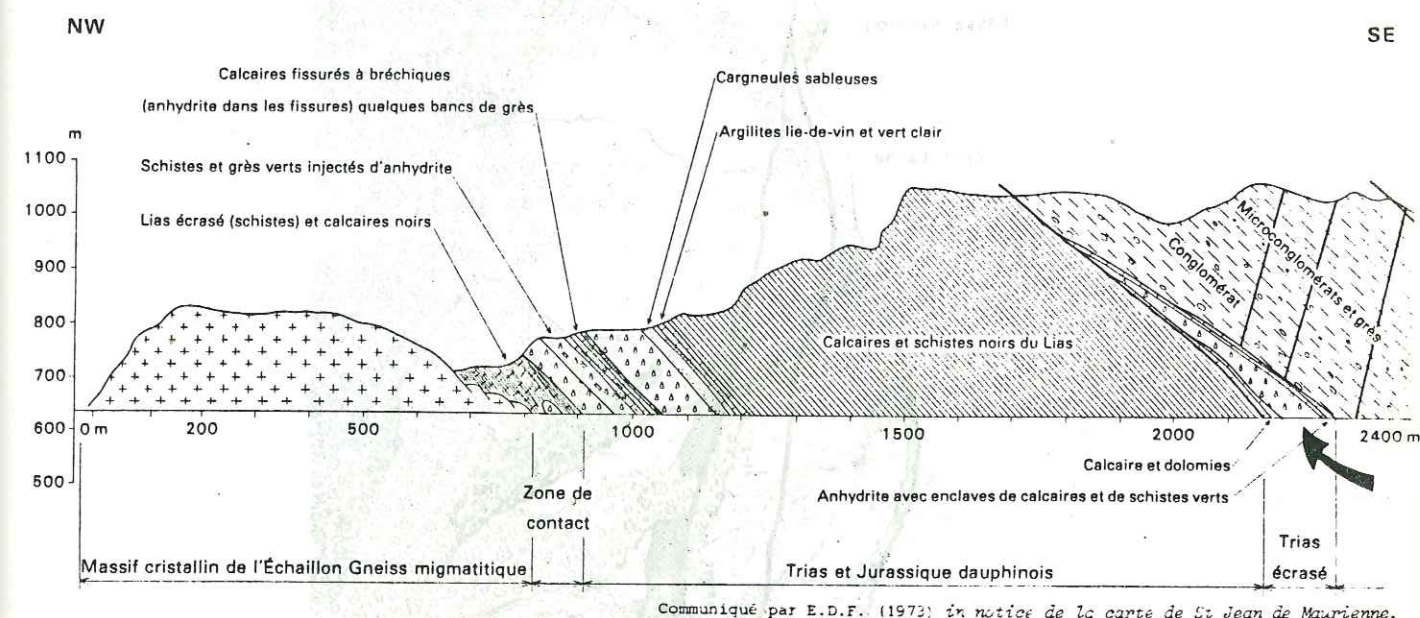 NW
SE
Calcaires fissurés à bréchiques
(anhydrite dans les fissures) quelques bancs de grès
Cargneules sableuses
Argilites lie-de-vin et vert clair
Schistes et grès verts injectés d'anhydrite
Lias écrasé (schistes) et calcaires noirs
m
1100
1000
900
800
700
600
500
Conglomérat
Microconglomérats et grès
Calcaires et schistes noirs du Lias
0 m
200
500
1000
1500
2000
2400 m
Calcaire et dolomies
Anhydrite avec enclaves de calcaires et de schistes verts
Zone de
contact
Trias
écrasé
Massif cristallin de l'Échaillon Gneiss migmatitique
Trias et Jurassique dauphinois
Communiqué par E.D.F. (1973) in notice de la carte de St Jean de Maurienne.